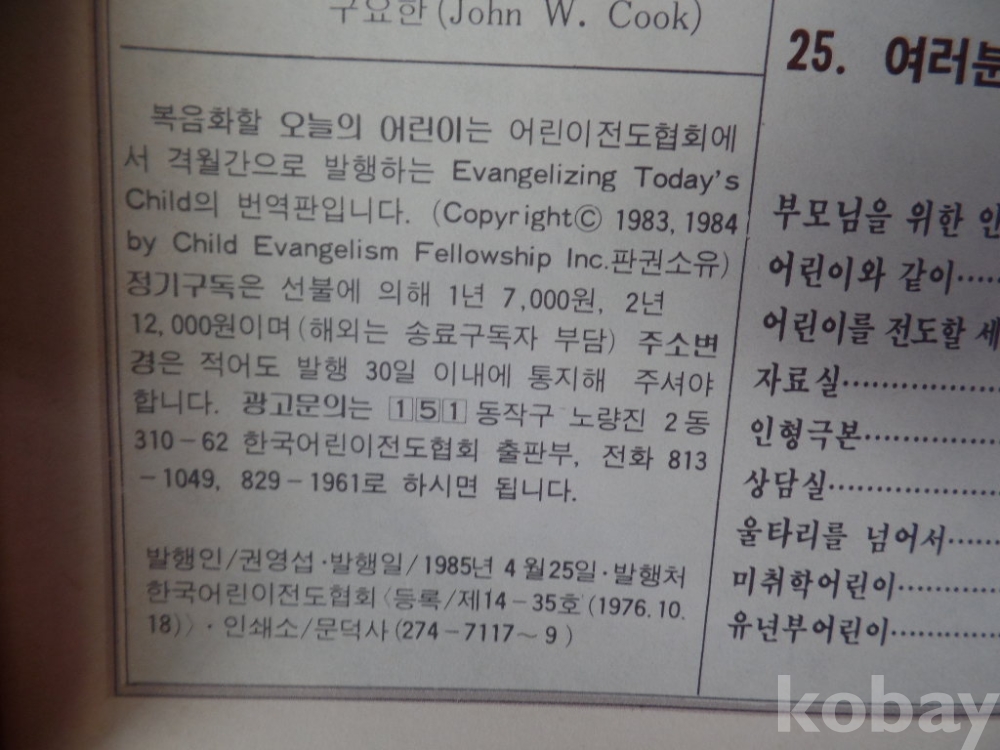 구요한(John W. Cook)
복음화할 오늘의 어린이는 어린이전도협회에
서 격월간으로 발행하는 Evangelizing Today's
Child의 번역판입니다. (Copyrightⓒ 1983, 1984
by Child Evangelism Fellowship Inc.판권소유)
정기구독은 선불에 의해 1년 7,000원, 2년
12,000원이며(해외는 송료구독자 부담) 주소변
경은 적어도 발행 30일 이내에 통지해 주셔야
합니다. 광고문의는 151 동작구 노량진 2동
310-62 한국어린이전도협회 출판부, 전화 813
-1049, 829-1961로 하시면 됩니다.
발행인/권영섭·발행일/1985년 4월25일·발행처
한국어린이전도협회〈등록/제14-35호(1976.10.
18)〉·인쇄소/문덕사(274-7117~9)
25. 여러분
부모님을 위한
어린이와 같이……
어린이를 전도할 세
자료실……
인형극본……
상담실……
울타리를 넘어서……
미취학어린이……
유년부어린이……
kobay